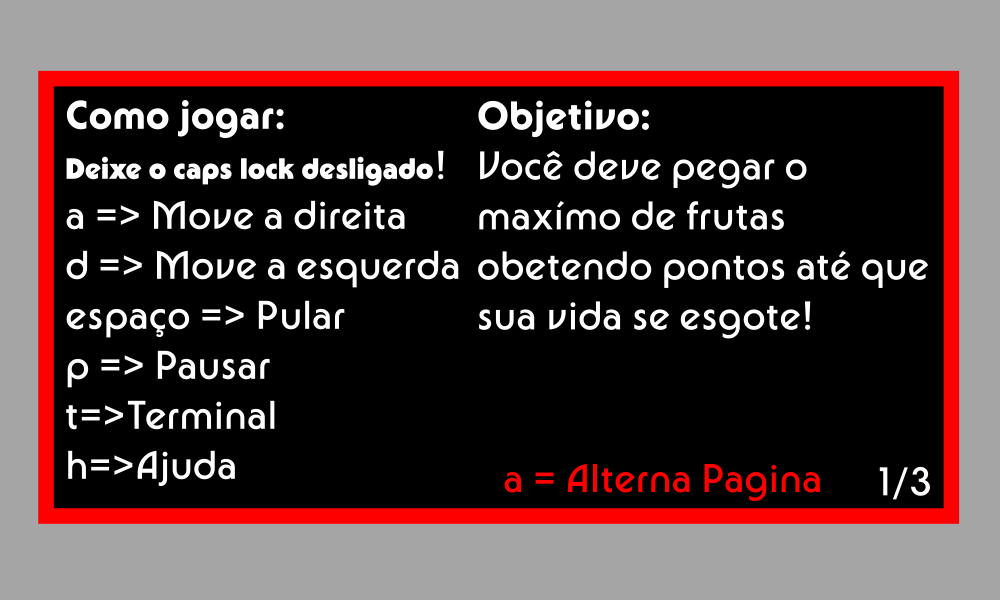 Como jogar:
Deixe o caps lock desligado!
a => Move a direita
d => Move a esquerda
espaço => Pular
p => Pausar
t=>Terminal
h=>Ajuda
Objetivo:
Você deve pegar o
maxímo de frutas
obetendo pontos até que
sua vida se esgote!
a = Alterna Pagina
1/3